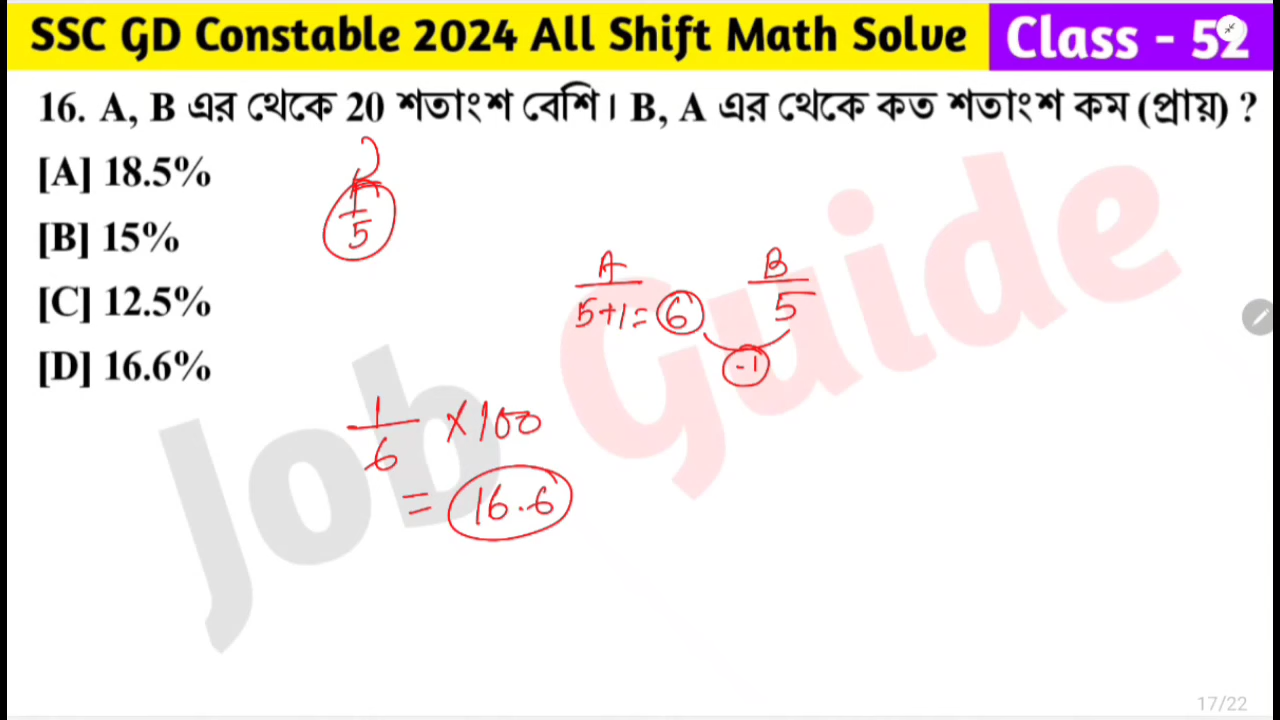 SSC GD Constable 2024 All Shift Math Solve
Class - 52
16. A, B এর থেকে 20 শতাংশ বেশি। B, A এর থেকে কত শতাংশ কম (প্রায়) ?
[A] 18.5%
[B] 15%
[C] 12.5%
[D] 16.6%
1
5
A B
5+1= 6 5
-1
1
6 ×100
= 16.6
Job Guide
17/22